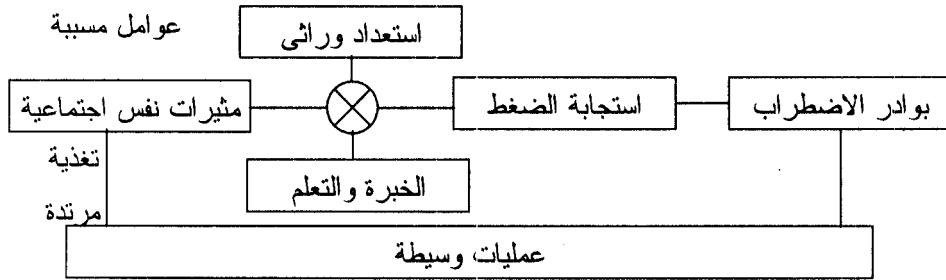 عوامل مسببة
استعداد وراثى
مثيرات نفس اجتماعية
استجابة الضغط
بوادر الاضطراب
تغذية
مرتدة
الخبرة والتعلم
عمليات وسيطة